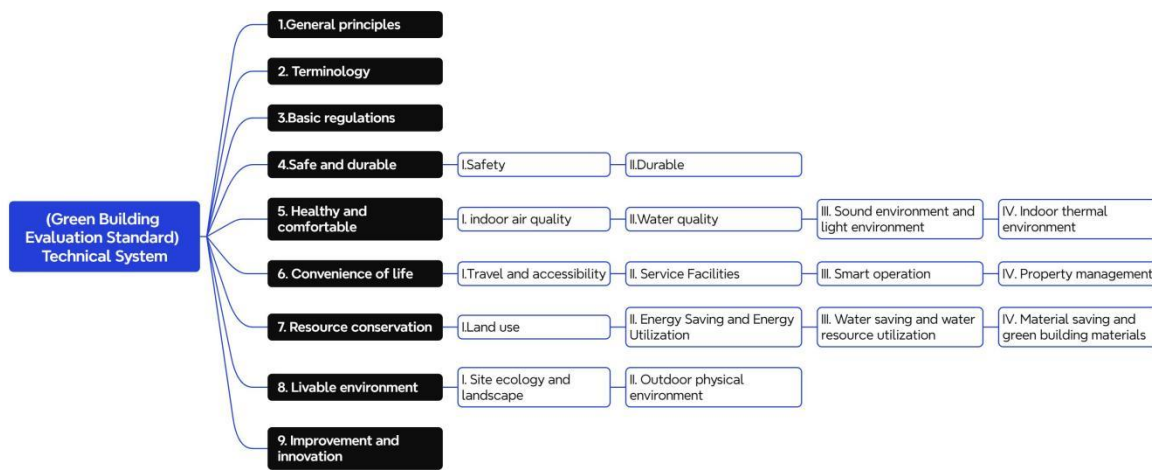 (Green Building
Evaluation Standard)
Technical System
1.General principles
2. Terminology
3.Basic regulations
4.Safe and durable
I.Safety
II.Durable
5. Healthy and
comfortable
I. indoor air quality
II.Water quality
III. Sound environment and
light environment
IV. Indoor thermal
environment
6. Convenience of life
I.Travel and accessibility
II. Service Facilities
III. Smart operation
IV. Property management
7. Resource conservation
I.Land use
II. Energy Saving and Energy
Utilization
III. Water saving and water
resource utilization
IV. Material saving and
green building materials
8. Livable environment
I. Site ecology and
landscape
II. Outdoor physical
environment
9. Improvement and
innovation